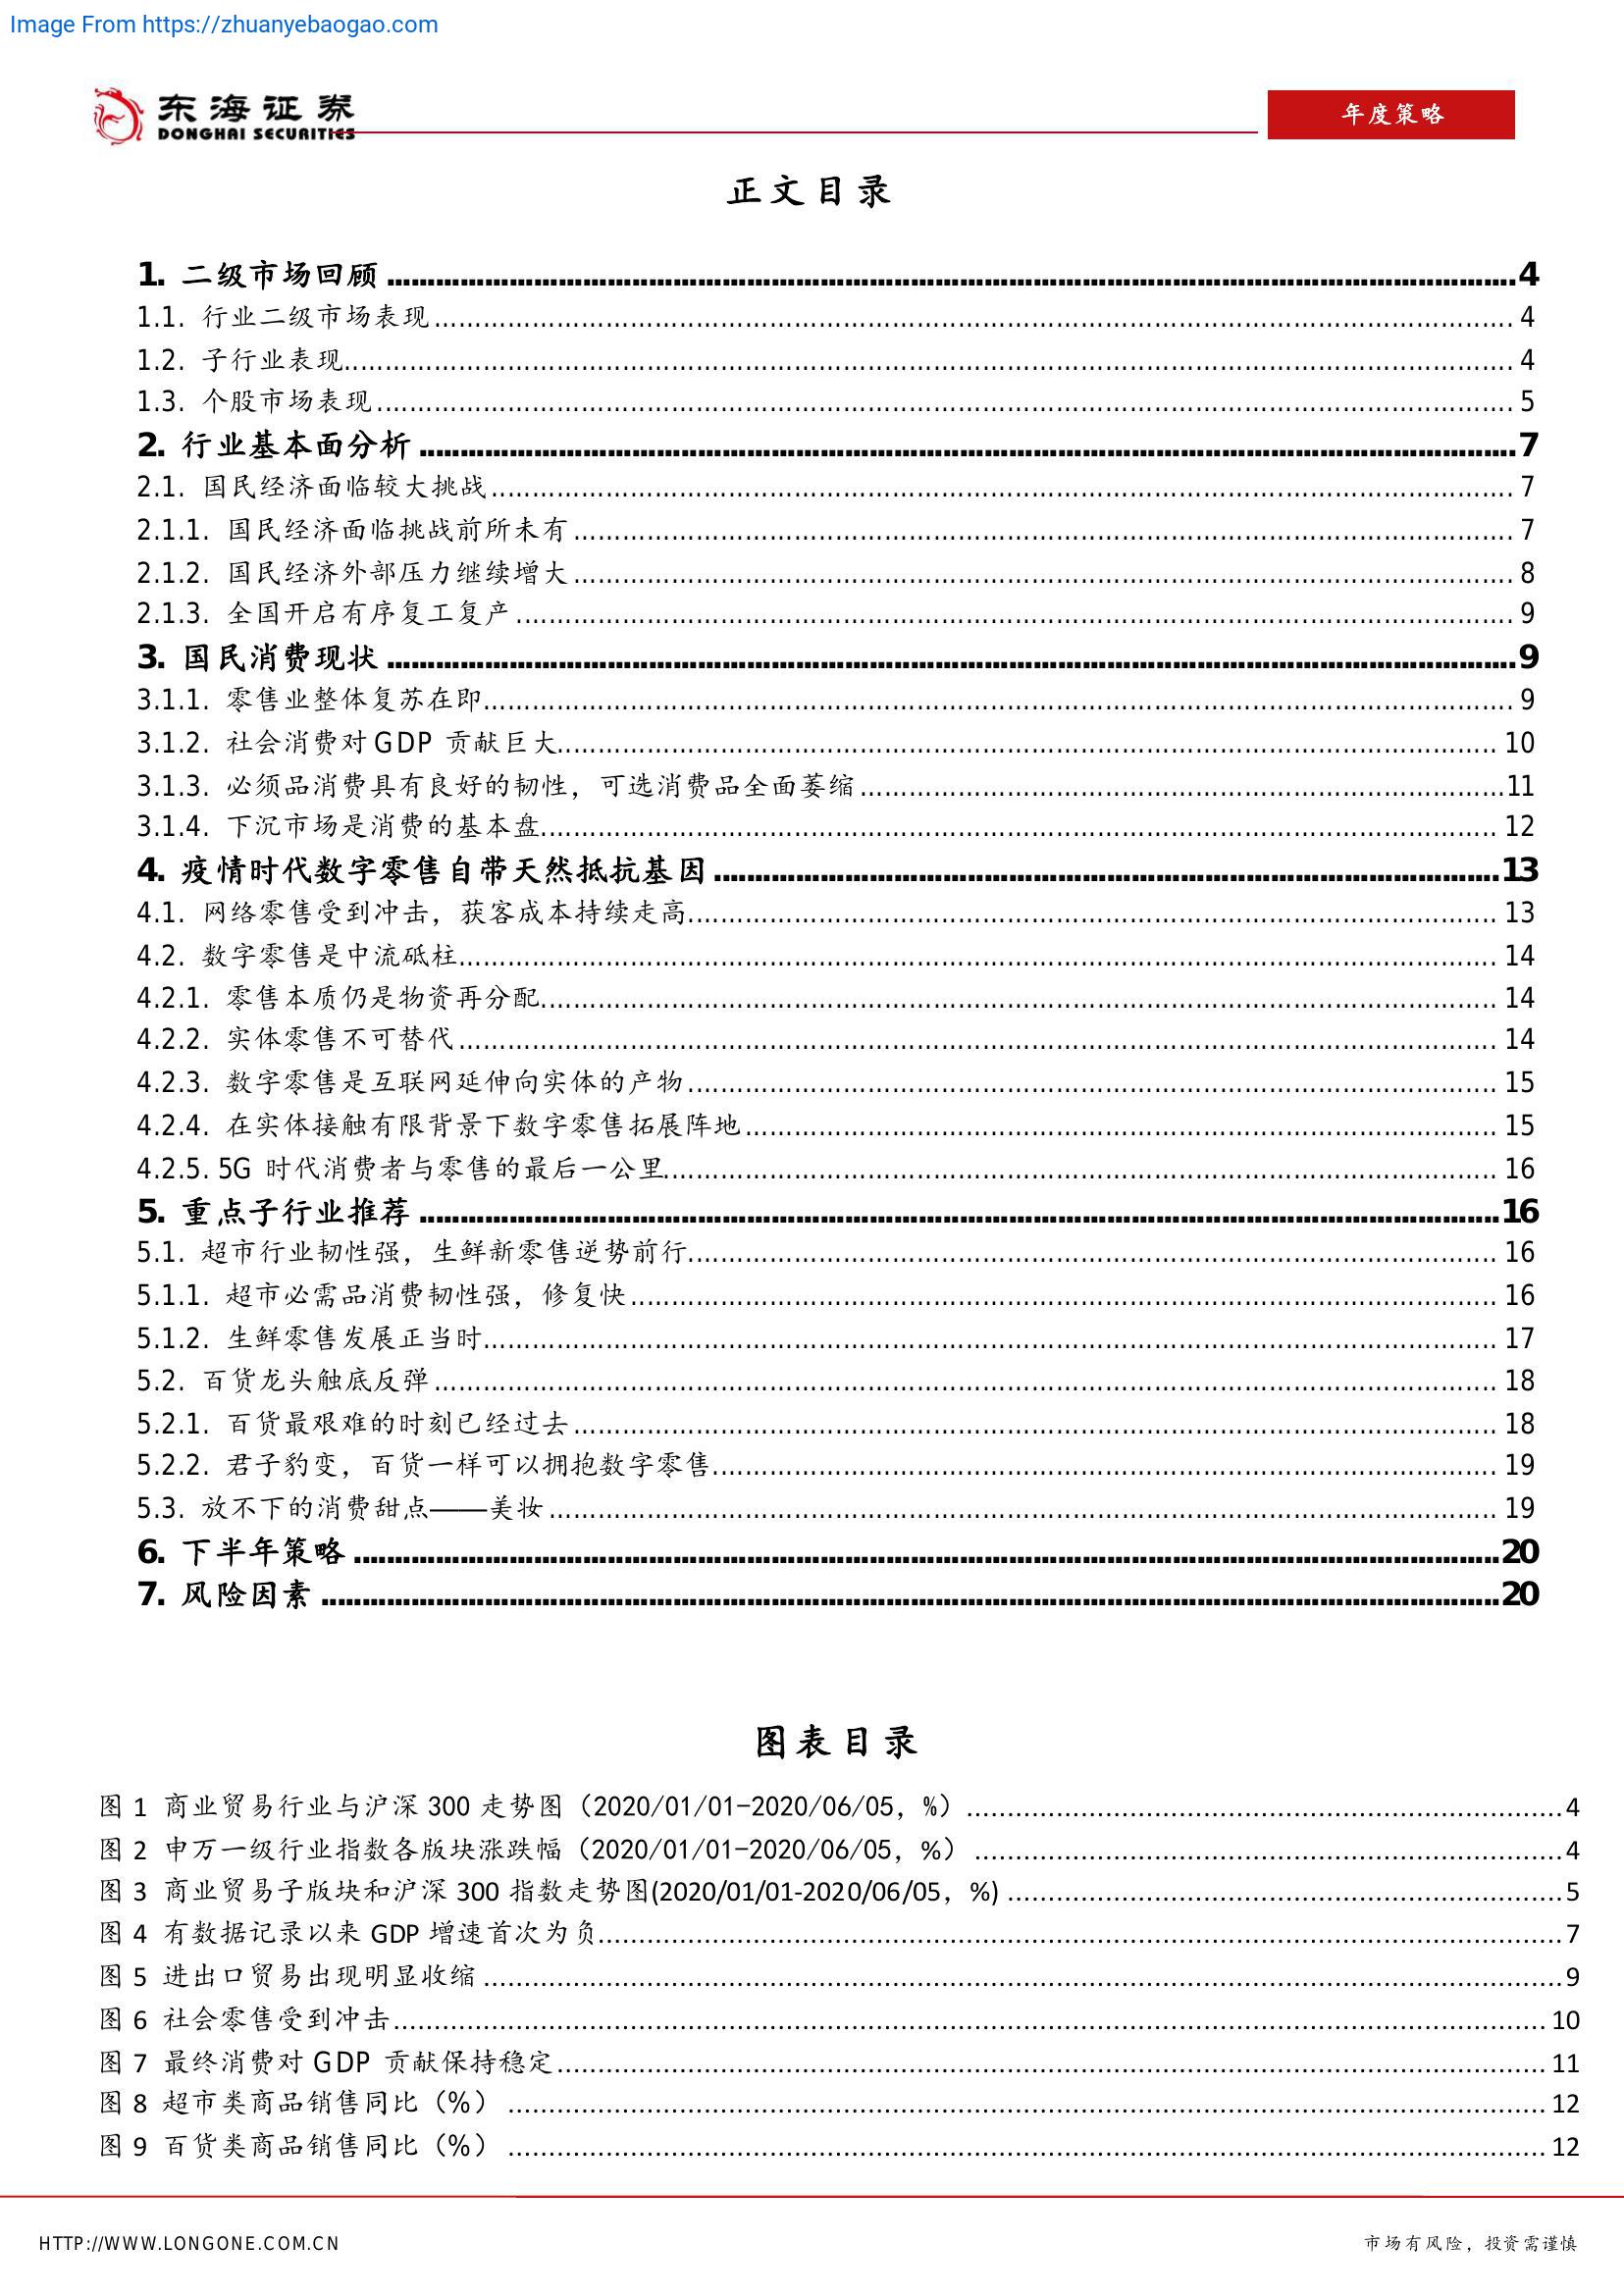 Image From https://zhuanyebaogao.com
东海证券
DONGHAI SECURITIES
年度策略
正文目录
1. 二级市场回顾 ........ 4
1.1. 行业二级市场表现 ........ 4
1.2. 子行业表现 ........ 4
1.3. 个股市场表现 ........ 5
2. 行业基本面分析 ........ 7
2.1. 国民经济面临较大挑战 ........ 7
2.1.1. 国民经济面临挑战前所未有 ........ 7
2.1.2. 国民经济外部压力继续增大 ........ 8
2.1.3. 全国开启有序复工复产 ........ 9
3. 国民消费现状 ........ 9
3.1.1. 零售业整体复苏在即 ........ 9
3.1.2. 社会消费对 GDP 贡献巨大 ........ 10
3.1.3. 必须品消费具有良好的韧性，可选消费品全面萎缩 ........ 11
3.1.4. 下沉市场是消费的基本盘 ........ 12
4. 疫情时代数字零售自带天然抵抗基因 ........ 13
4.1. 网络零售受到冲击，获客成本持续走高 ........ 13
4.2. 数字零售是中流砥柱 ........ 14
4.2.1. 零售本质仍是物资再分配 ........ 14
4.2.2. 实体零售不可替代 ........ 14
4.2.3. 数字零售是互联网延伸向实体的产物 ........ 15
4.2.4. 在实体接触有限背景下数字零售拓展阵地 ........ 15
4.2.5. 5G 时代消费者与零售的最后一公里 ........ 16
5. 重点子行业推荐 ........ 16
5.1. 超市行业韧性强，生鲜新零售逆势前行 ........ 16
5.1.1. 超市必需品消费韧性强，修复快 ........ 16
5.1.2. 生鲜零售发展正当时 ........ 17
5.2. 百货龙头触底反弹 ........ 18
5.2.1. 百货最艰难的时刻已经过去 ........ 18
5.2.2. 君子豹变，百货一样可以拥抱数字零售 ........ 19
5.3. 放不下的消费甜点——美妆 ........ 19
6. 下半年策略 ........ 20
7. 风险因素 ........ 20
图表目录
图 1 商业贸易行业与沪深 300 走势图（2020/01/01-2020/06/05，%） ........ 4
图 2 申万一级行业指数各版块涨跌幅（2020/01/01-2020/06/05，%） ........ 4
图 3 商业贸易子版块和沪深 300 指数走势图(2020/01/01-2020/06/05，%) ........ 5
图 4 有数据记录以来 GDP 增速首次为负 ........ 7
图 5 进出口贸易出现明显收缩 ........ 9
图 6 社会零售受到冲击 ........ 10
图 7 最终消费对 GDP 贡献保持稳定 ........ 11
图 8 超市类商品销售同比（%） ........ 12
图 9 百货类商品销售同比（%） ........ 12
HTTP://WWW.LONGONE.COM.CN
市场有风险，投资需谨慎